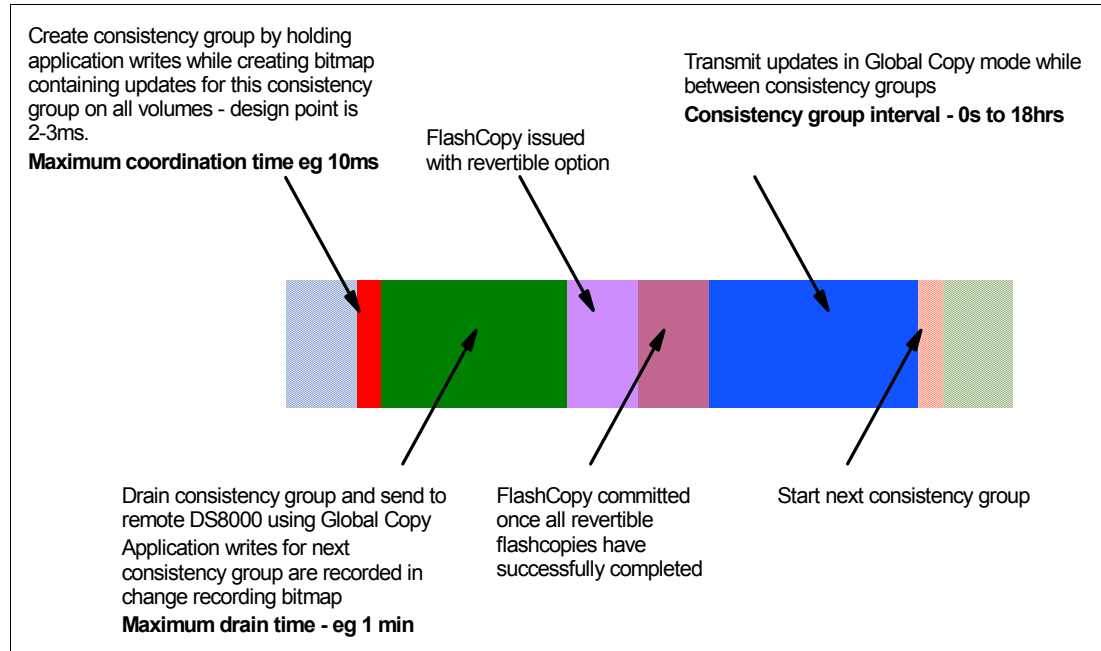 Create consistency group by holding
application writes while creating bitmap
containing updates for this consistency
group on all volumes - design point is
2-3ms.
Maximum coordination time eg 10ms
FlashCopy issued
with revertible option
Transmit updates in Global Copy mode while
between consistency groups
Consistency group interval - 0s to 18hrs
Drain consistency group and send to
remote DS8000 using Global Copy
Application writes for next
consistency group are recorded in
change recording bitmap
Maximum drain time - eg 1 min
FlashCopy committed
once all revertible
flashcopies have
successfully completed
Start next consistency group